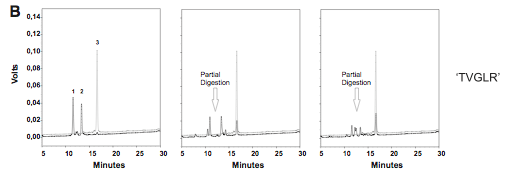 B
0,14
0,12
0,10
0,08
0,06
0,04
0,02
0,00
Volts
1
2
3
5 10 15 20 25 30
Minutes
Partial
Digestion
5 10 15 20 25 30
Minutes
Partial
Digestion
5 10 15 20 25 30
Minutes
‘TVGLR’